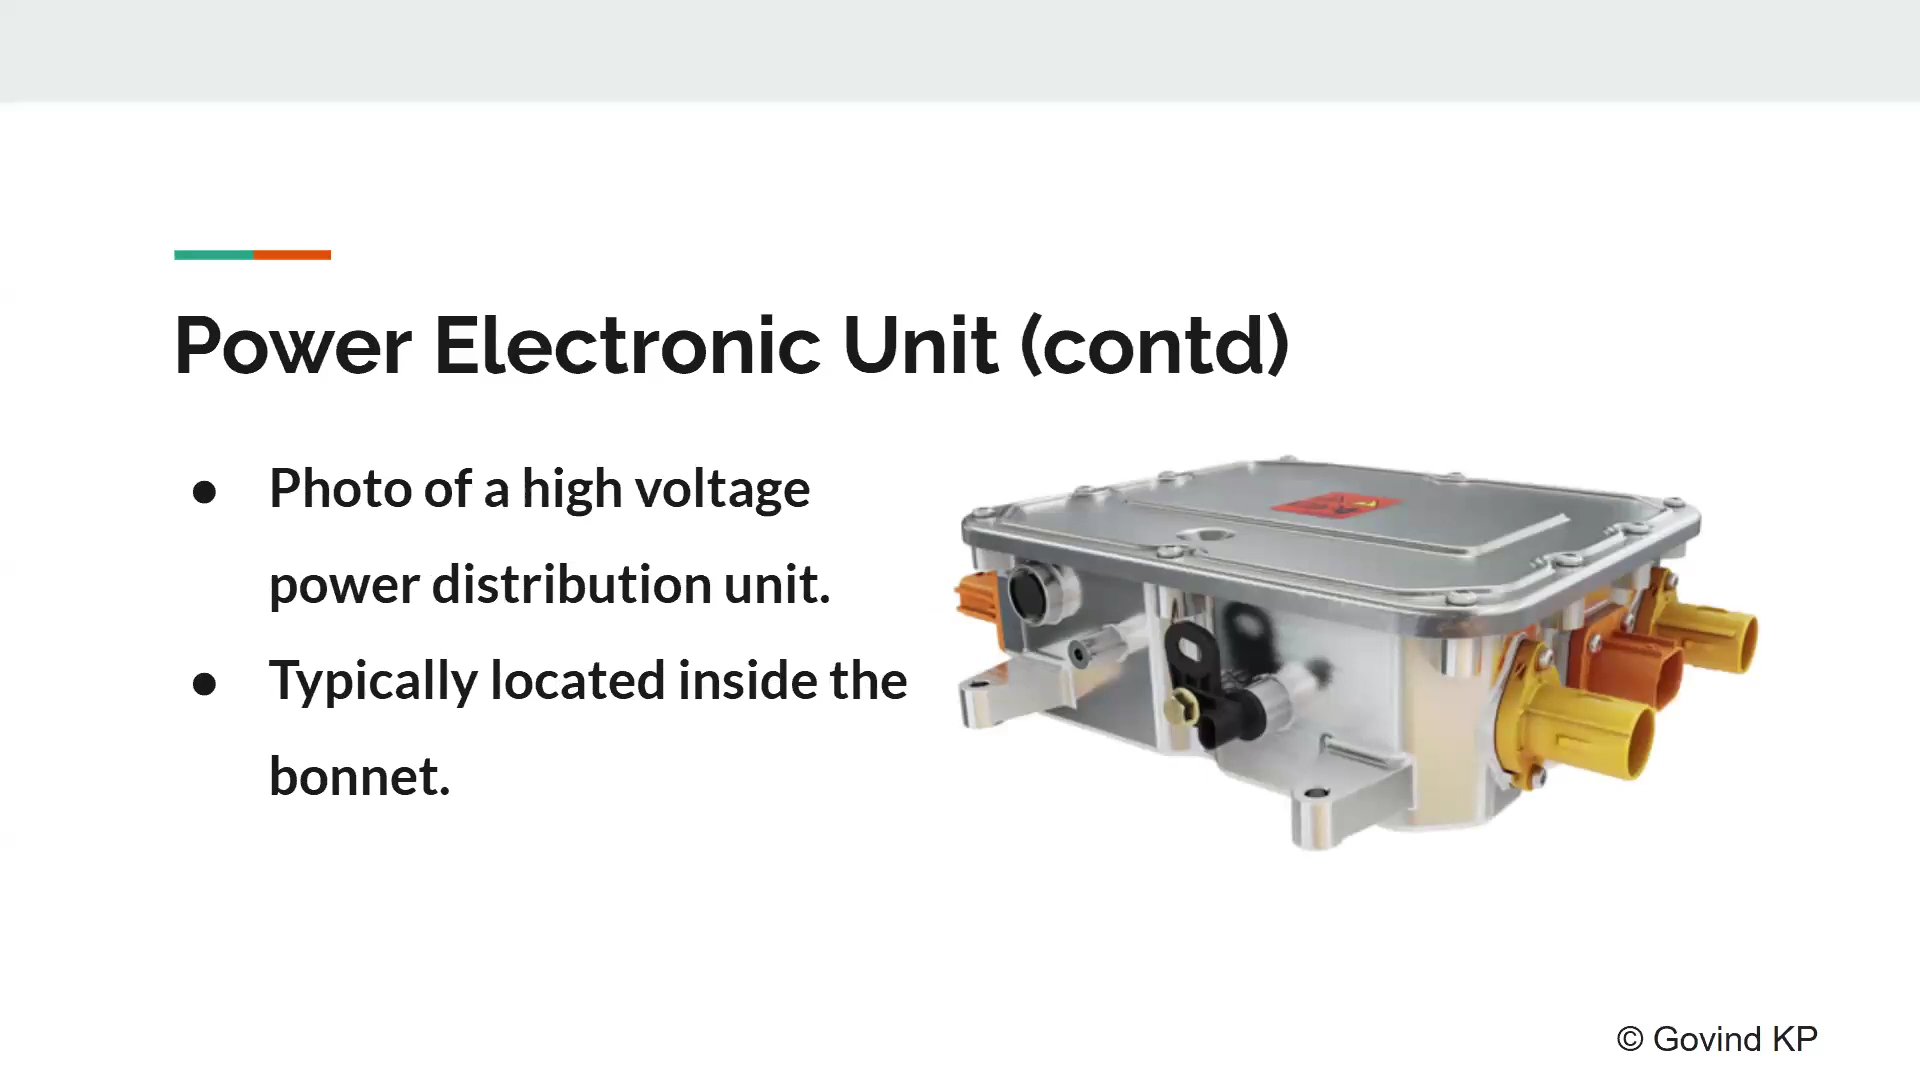 Power Electronic Unit (contd)
● Photo of a high voltage
power distribution unit.
● Typically located inside the
bonnet.
© Govind KP